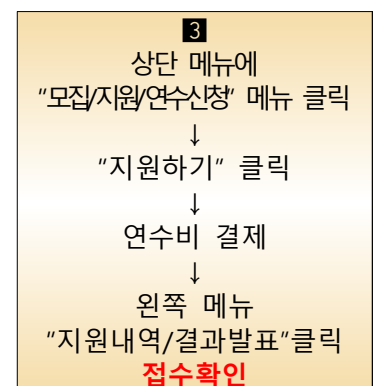 3
상단 메뉴에
"모집/지원/연수신청" 메뉴 클릭
↓
"지원하기" 클릭
↓
연수비 결제
↓
왼쪽 메뉴
"지원내역/결과발표"클릭
접수확인